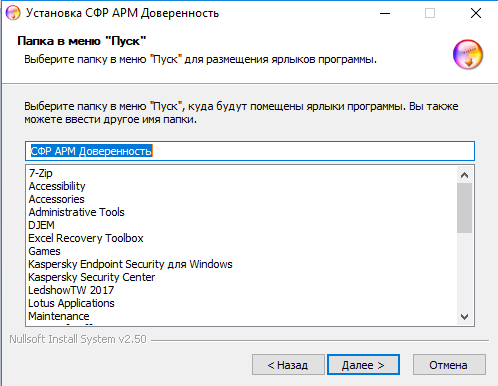 Установка СФР АРМ Доверенность
Папка в меню "Пуск"
Выберите папку в меню "Пуск" для размещения ярлыков программы.
Выберите папку в меню "Пуск", куда будут помещены ярлыки программы. Вы также
можете ввести другое имя папки.
СФР АРМ Доверенность
7-Zip
Accessibility
Accessories
Administrative Tools
DJEM
Excel Recovery Toolbox
Games
Kaspersky Endpoint Security для Windows
Kaspersky Security Center
LedshowTW 2017
Lotus Applications
Maintenance
Nullsoft Install System v2.50
< Назад
Далее >
Отмена